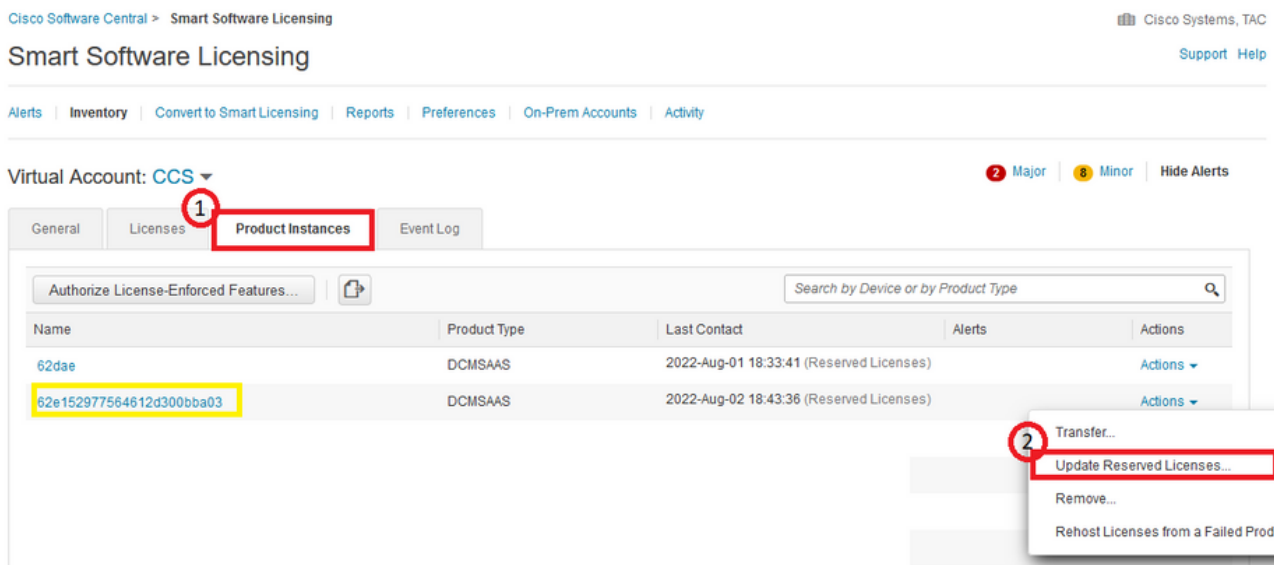 Cisco Software Central > Smart Software Licensing
Cisco Systems, TAC
Smart Software Licensing
Support Help
Alerts | Inventory | Convert to Smart Licensing | Reports | Preferences | On-Prem Accounts | Activity
Virtual Account: CCS
2 Major | 8 Minor | Hide Alerts
1
General Licenses Product Instances Event Log
Authorize License-Enforced Features...
Search by Device or by Product Type
Name Product Type Last Contact Alerts Actions
62dae DCMSAAS 2022-Aug-01 18:33:41 (Reserved Licenses) Actions
62e152977564612d300bba03 DCMSAAS 2022-Aug-02 18:43:36 (Reserved Licenses) Actions
2
Transfer...
Update Reserved Licenses...
Remove...
Rehost Licenses from a Failed Prod